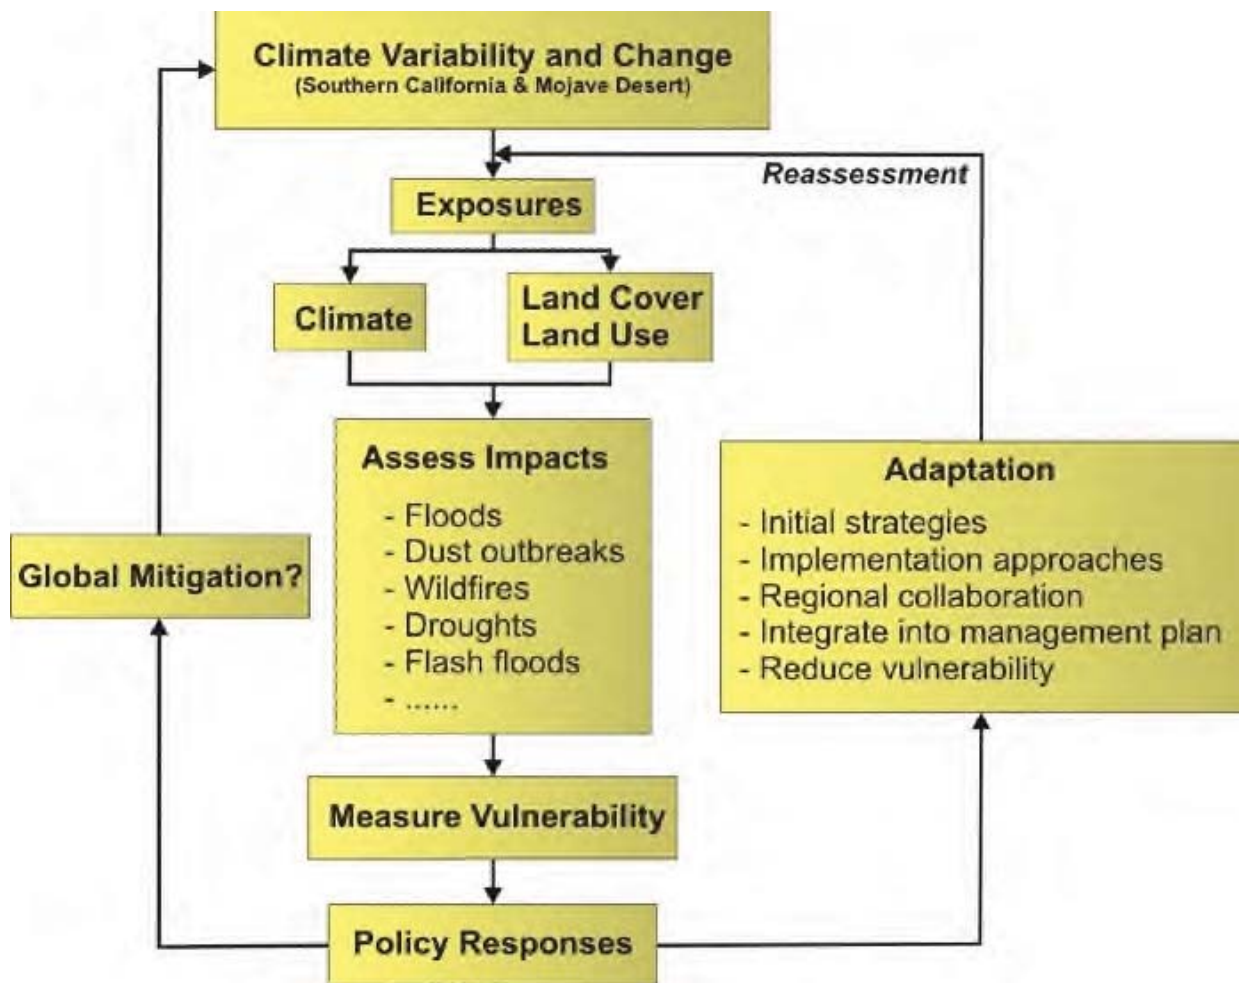 Climate Variability and Change
(Southern California & Mojave Desert)
Reassessment
Exposures
Climate
Land Cover
Land Use
Assess Impacts
- Floods
- Dust outbreaks
- Wildfires
- Droughts
- Flash floods
- ......
Adaptation
- Initial strategies
- Implementation approaches
- Regional collaboration
- Integrate into management plan
- Reduce vulnerability
Global Mitigation?
Measure Vulnerability
Policy Responses